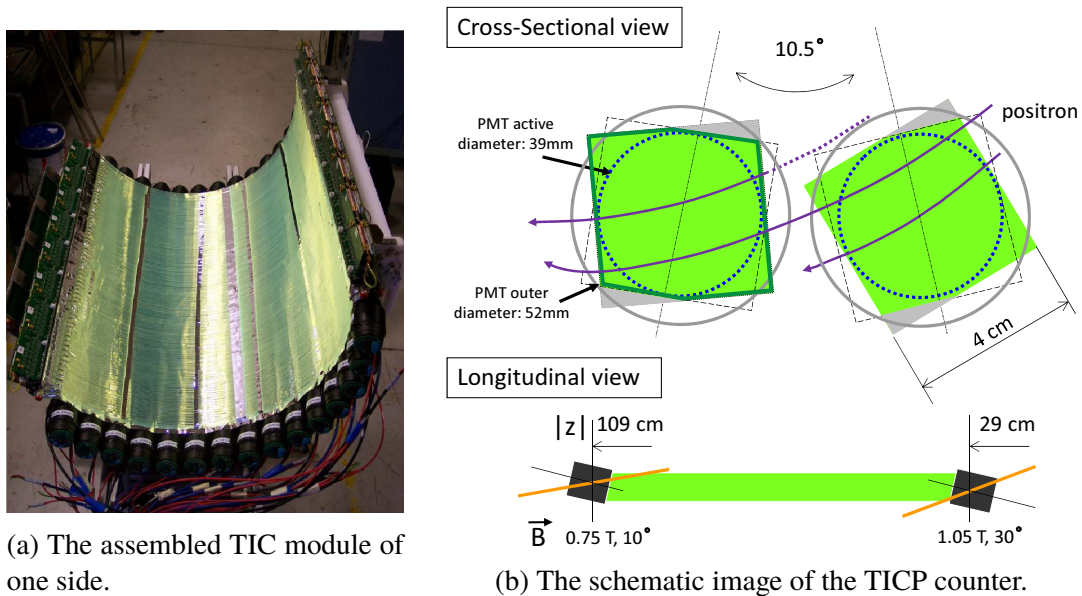 Cross-Sectional view
10.5°
PMT active
diameter: 39mm
positron
PMT outer
diameter: 52mm
4 cm
Longitudinal view
|z|
109 cm
29 cm
B
0.75 T, 10°
1.05 T, 30°
(a) The assembled TIC module of
one side.
(b) The schematic image of the TICP counter.